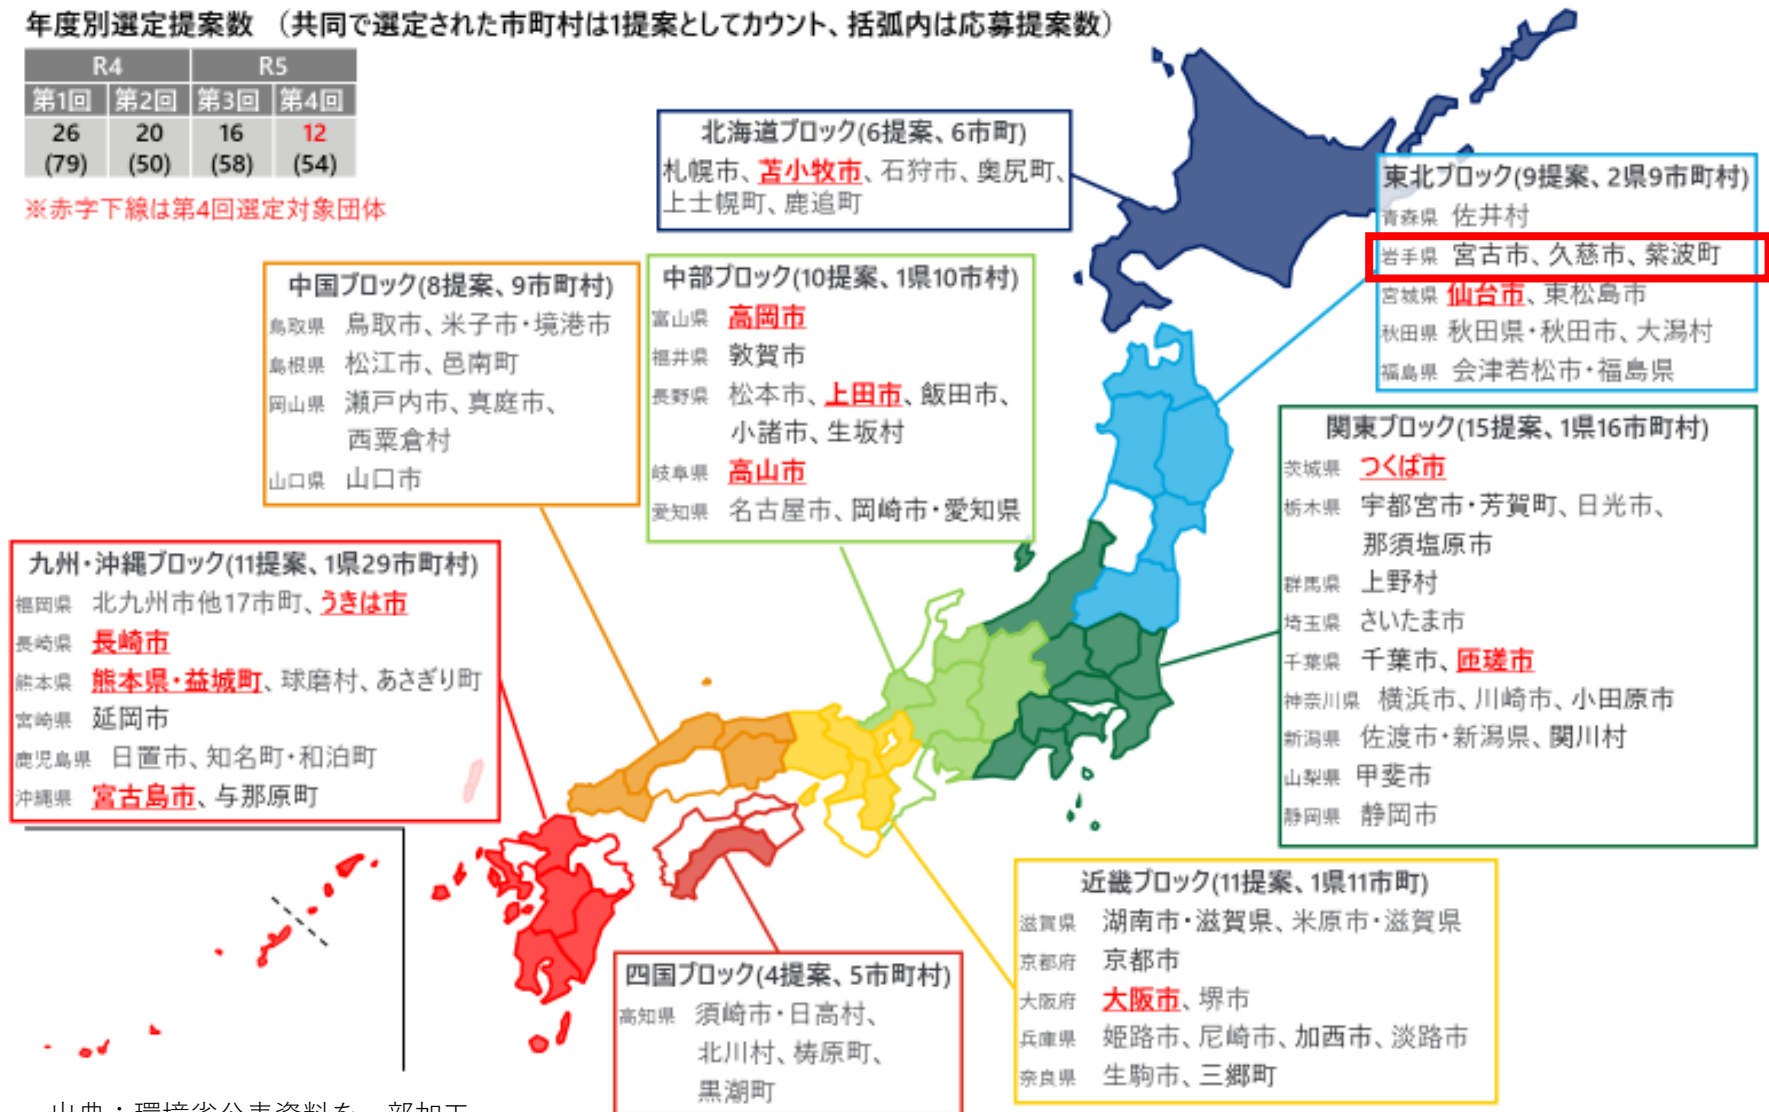 年度別選定提案数 （共同で選定された市町村は1提案としてカウント、括弧内は応募提案数）
R4 R5
第1回 第2回 第3回 第4回
26 20 16 12
(79) (50) (58) (54)
※赤字下線は第4回選定対象団体
北海道ブロック(6提案、6市町)
札幌市、苫小牧市、石狩市、奥尻町、
上士幌町、鹿追町
東北ブロック(9提案、2県9市町村)
青森県 佐井村
岩手県 宮古市、久慈市、紫波町
宮城県 仙台市、東松島市
秋田県 秋田県・秋田市、大潟村
福島県 会津若松市・福島県
中国ブロック(8提案、9市町村)
鳥取県 鳥取市、米子市・境港市
島根県 松江市、邑南町
岡山県 瀬戸内市、真庭市、
西粟倉村
山口県 山口市
中部ブロック(10提案、1県10市村)
富山県 高岡市
福井県 敦賀市
長野県 松本市、上田市、飯田市、
小諸市、生坂村
岐阜県 高山市
愛知県 名古屋市、岡崎市・愛知県
関東ブロック(15提案、1県16市町村)
茨城県 つくば市
栃木県 宇都宮市・芳賀町、日光市、
那須塩原市
群馬県 上野村
埼玉県 さいたま市
千葉県 千葉市、匝瑳市
神奈川県 横浜市、川崎市、小田原市
新潟県 佐渡市・新潟県、関川村
山梨県 甲斐市
静岡県 静岡市
九州・沖縄ブロック(11提案、1県29市町村)
福岡県 北九州市他17市町、うきは市
長崎県 長崎市
熊本県 熊本県・益城町、球磨村、あさぎり町
宮崎県 延岡市
鹿児島県 日置市、知名町・和泊町
沖縄県 宮古島市、与那原町
近畿ブロック(11提案、1県11市町)
滋賀県 湖南市・滋賀県、米原市・滋賀県
京都府 京都市
大阪府 大阪市、堺市
兵庫県 姫路市、尼崎市、加西市、淡路市
奈良県 生駒市、三郷町
四国ブロック(4提案、5市町村)
高知県 須崎市・日高村、
北川村、梼原町、
黒潮町
出典：環境省公表資料を一部加工